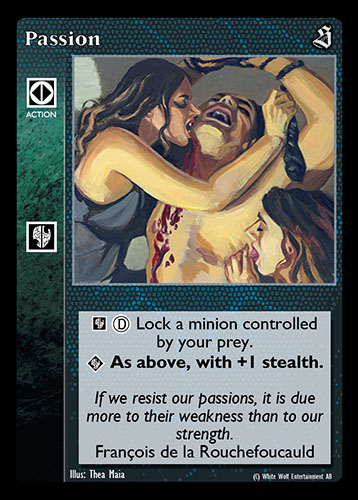 Passion
ACTION
D Lock a minion controlled
by your prey.
As above, with +1 stealth.
If we resist our passions, it is due
more to their weakness than to our
strength.
François de la Rouchefoucauld
Illus: Thea Maia
(C) White Wolf Entertainment AB